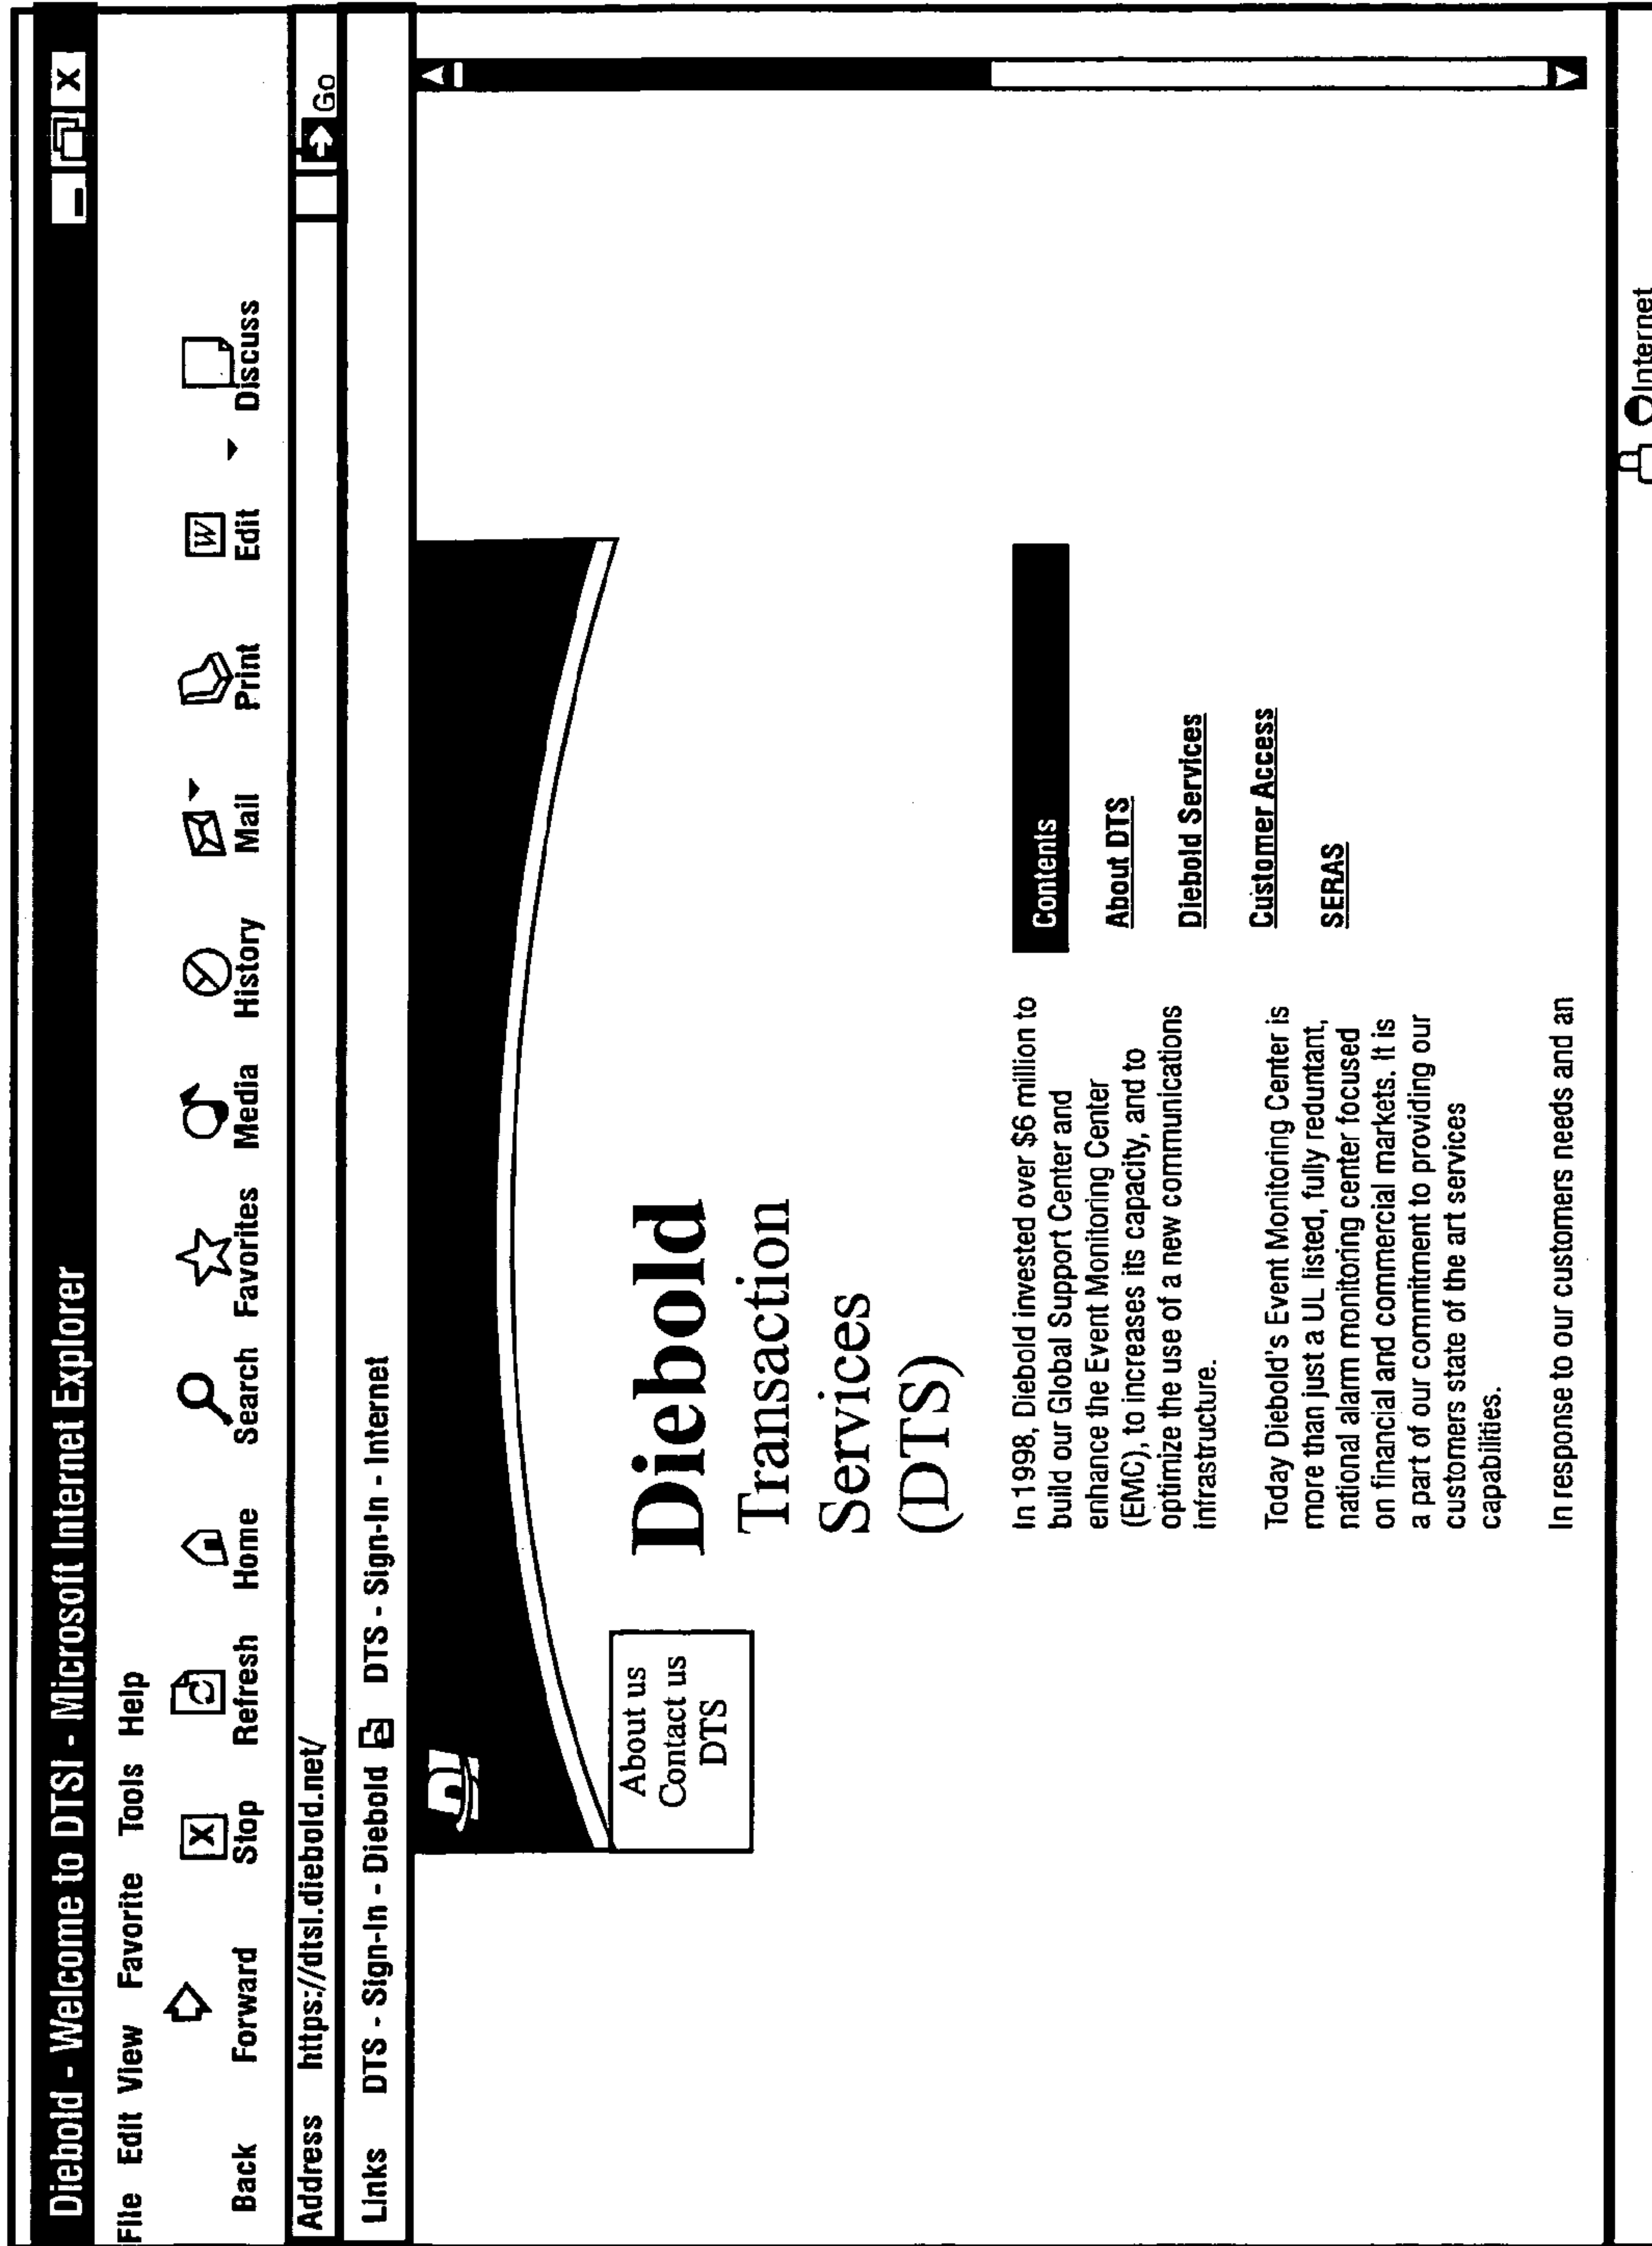 Diebold - Welcome to DTSI - Microsoft Internet Explorer
File Edit View Favorite Tools Help
Back Forward Stop Refresh Home Search Favorites Media History Mail Print Edit Discuss
Address https://dtsl.diebold.net/ Go
Links DTS - Sign-In - Diebold DTS - Sign-In - Internet
About us
Contact us
DTS
Diebold
Transaction
Services
(DTS)
In 1998, Diebold invested over $6 million to
build our Global Support Center and
enhance the Event Monitoring Center
(EMC), to increases its capacity, and to
optimize the use of a new communications
infrastructure.
Today Diebold's Event Monitoring Center is
more than just a UL listed, fully reduntant,
national alarm monitoring center focused
on financial and commercial markets. It is
a part of our commitment to providing our
customers state of the art services
capabilities.
In response to our customers needs and an
Contents
About DTS
Diebold Services
Customer Access
SERAS
Internet